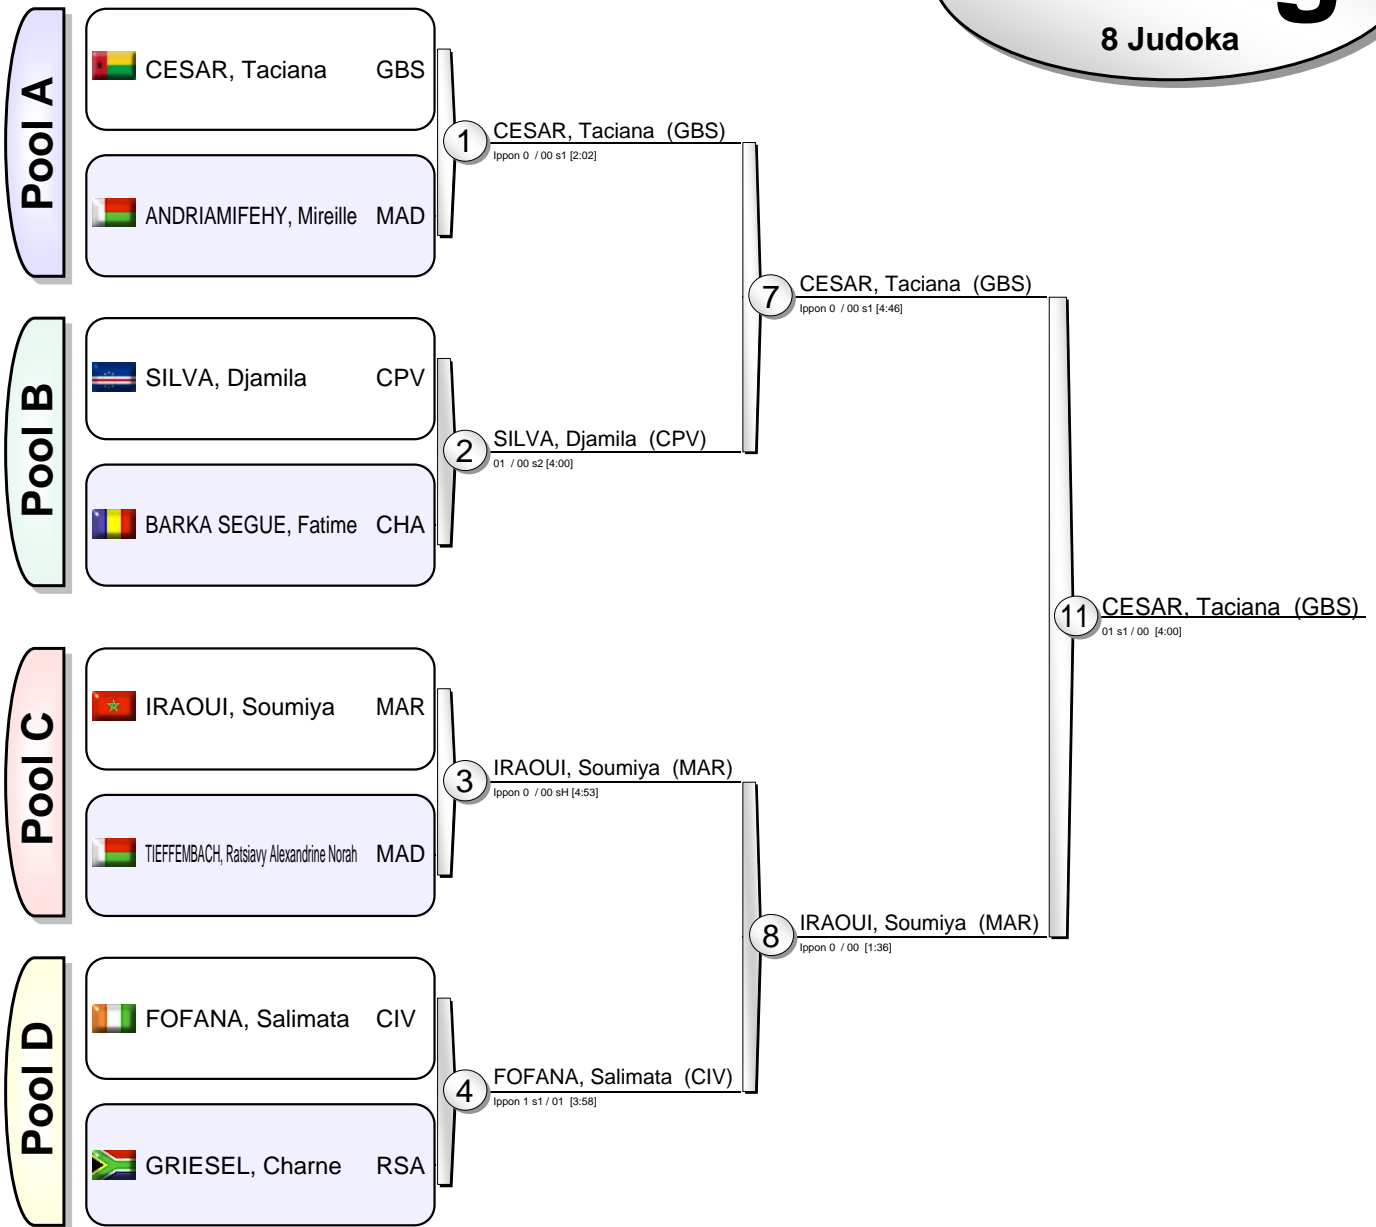 8 Judoka
Pool A
CESAR, Taciana GBS
ANDRIAMIFEHY, Mireille MAD
1 CESAR, Taciana (GBS)
Ippon 0 / 00 s1 [2:02]
7 CESAR, Taciana (GBS)
Ippon 0 / 00 s1 [4:46]
Pool B
SILVA, Djamila CPV
BARKA SEGUE, Fatime CHA
2 SILVA, Djamila (CPV)
01 / 00 s2 [4:00]
11 CESAR, Taciana (GBS)
01 s1 / 00 [4:00]
Pool C
IRAOUI, Soumiya MAR
TIEFFEMBACH, Ratsiavy Alexandrine Norah MAD
3 IRAOUI, Soumiya (MAR)
Ippon 0 / 00 sH [4:53]
8 IRAOUI, Soumiya (MAR)
Ippon 0 / 00 [1:36]
Pool D
FOFANA, Salimata CIV
GRIESEL, Charne RSA
4 FOFANA, Salimata (CIV)
Ippon 1 s1 / 01 [3:58]